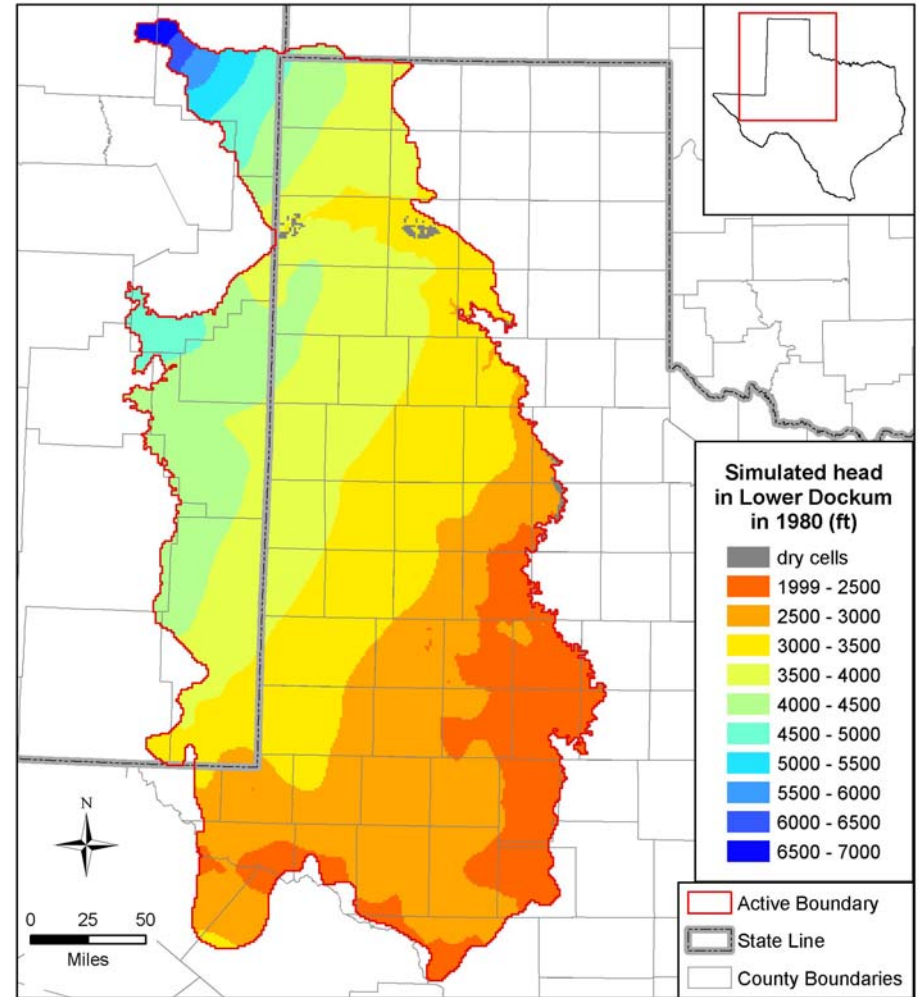 Simulated head
in Lower Dockum
in 1980 (ft)
dry cells
1999 - 2500
2500 - 3000
3000 - 3500
3500 - 4000
4000 - 4500
4500 - 5000
5000 - 5500
5500 - 6000
6000 - 6500
6500 - 7000
N
0 25 50
Miles
Active Boundary
State Line
County Boundaries